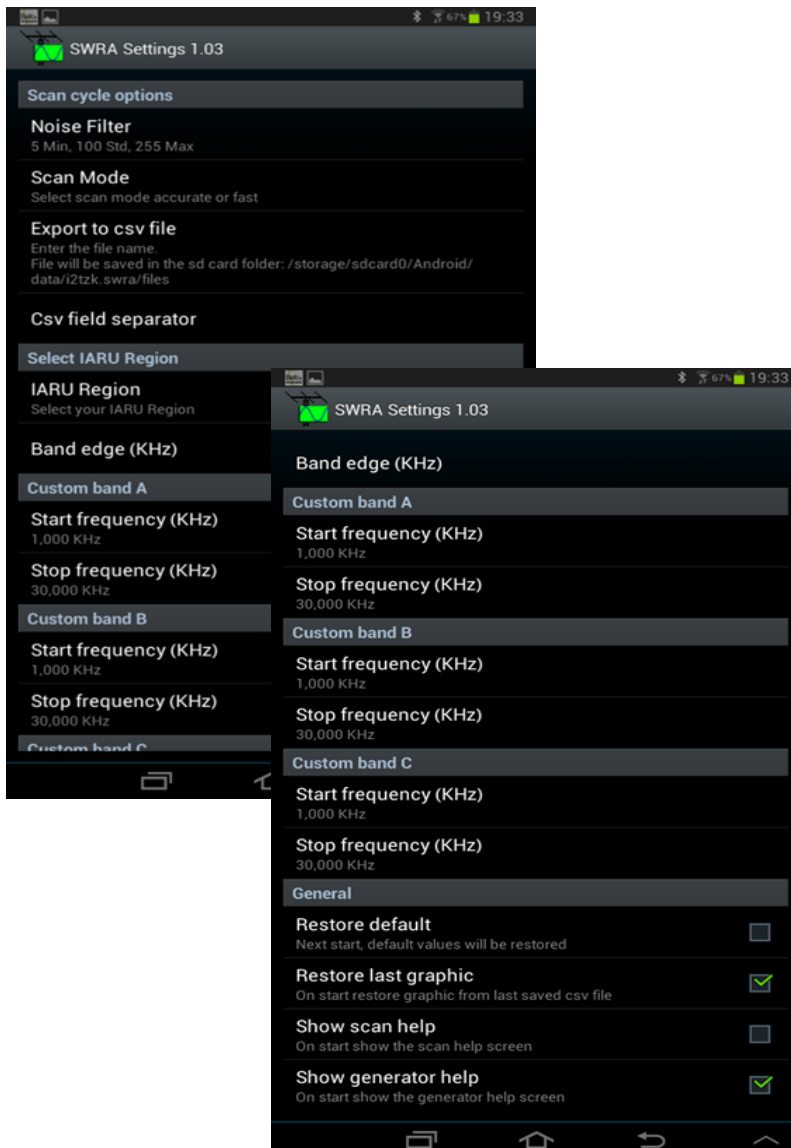 67% 19:33
SWRA Settings 1.03
Scan cycle options
Noise Filter
5 Min, 100 Std, 255 Max
Scan Mode
Select scan mode accurate or fast
Export to csv file
Enter the file name.
File will be saved in the sd card folder: /storage/sdcard0/Android/
data/i2tzk.swra/files
Csv field separator
Select IARU Region
IARU Region
Select your IARU Region
Band edge (KHz)
Custom band A
Start frequency (KHz)
1,000 KHz
Stop frequency (KHz)
30,000 KHz
Custom band B
Start frequency (KHz)
1,000 KHz
Stop frequency (KHz)
30,000 KHz
Custom band C
67% 19:33
SWRA Settings 1.03
Band edge (KHz)
Custom band A
Start frequency (KHz)
1,000 KHz
Stop frequency (KHz)
30,000 KHz
Custom band B
Start frequency (KHz)
1,000 KHz
Stop frequency (KHz)
30,000 KHz
Custom band C
Start frequency (KHz)
1,000 KHz
Stop frequency (KHz)
30,000 KHz
General
Restore default
Next start, default values will be restored
Restore last graphic
On start restore graphic from last saved csv file
Show scan help
On start show the scan help screen
Show generator help
On start show the generator help screen